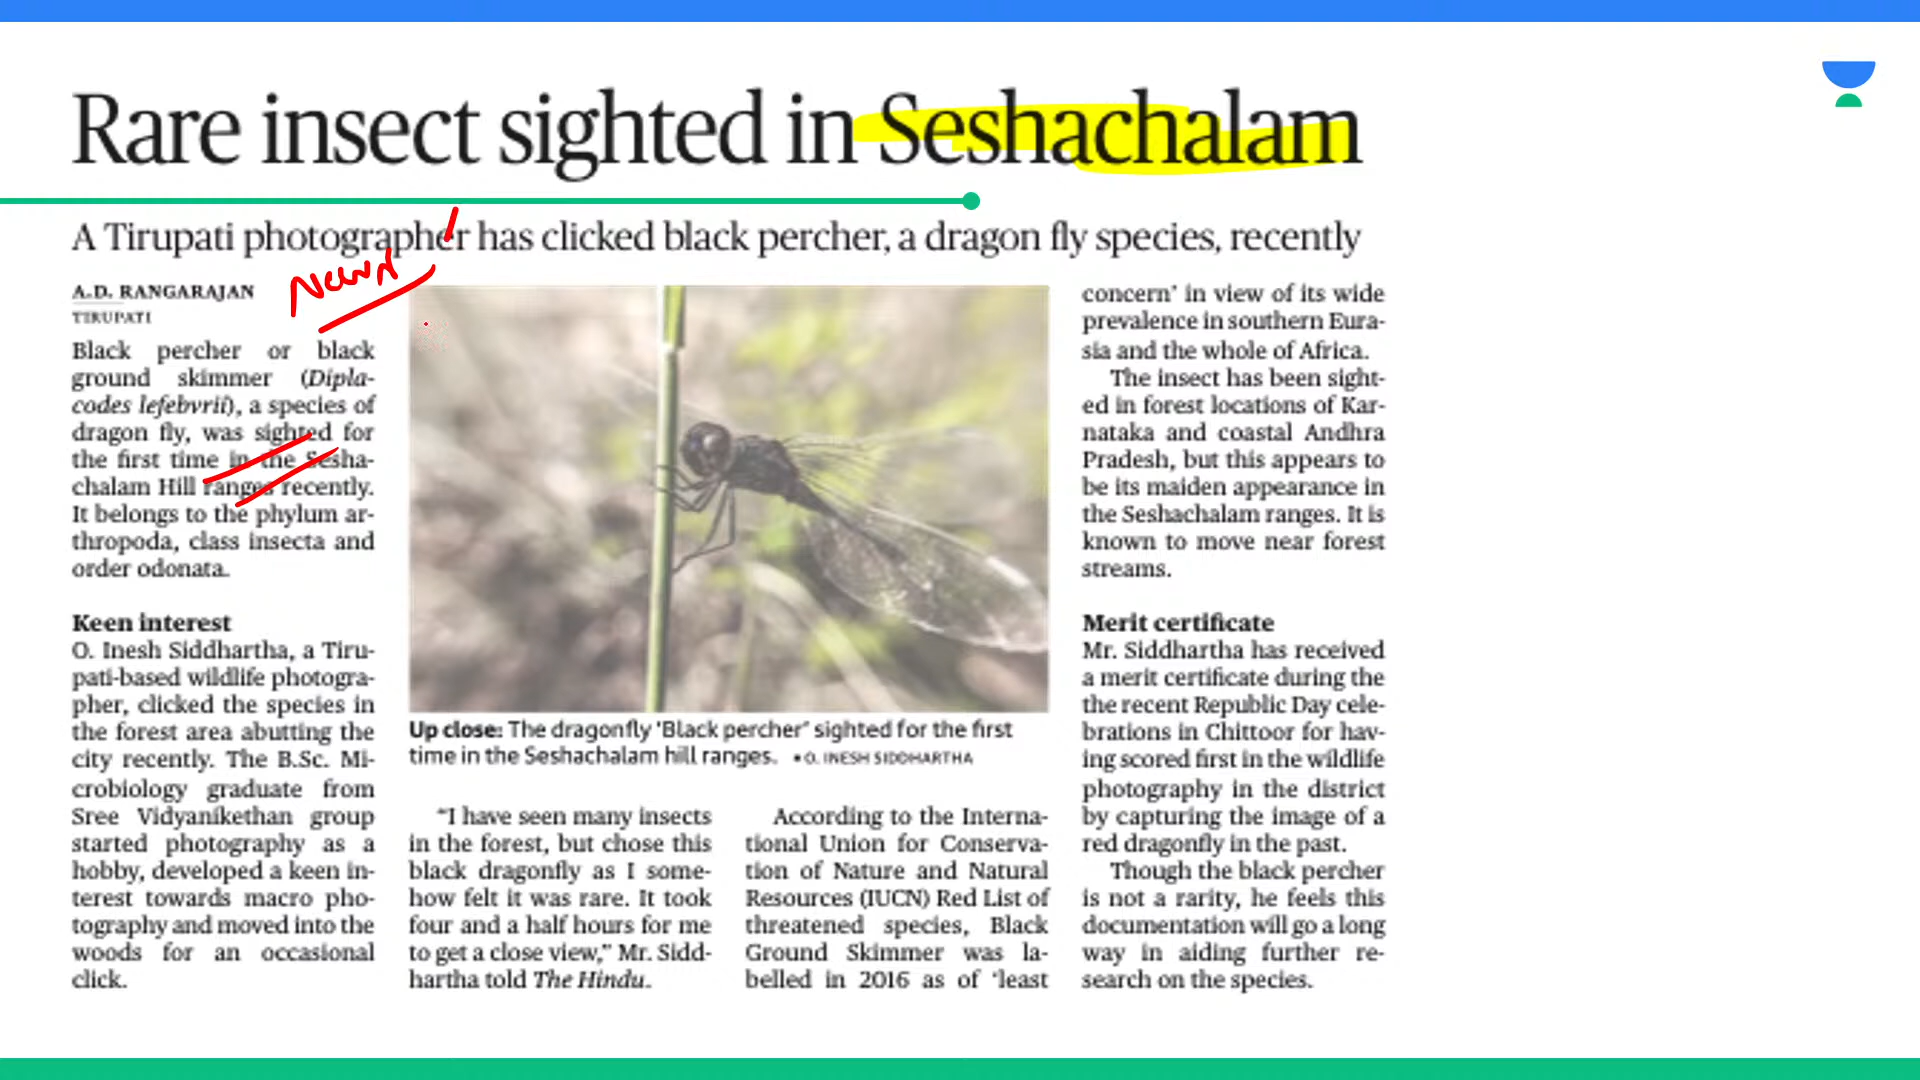 Rare insect sighted in Seshachalam
A Tirupati photographer has clicked black percher, a dragon fly species, recently
A.D. RANGARAJAN
TIRUPATI
Black percher or black
ground skimmer (Dipla-
codes lefebvrii), a species of
dragon fly, was sighted for
the first time in the Sesha-
chalam Hill ranges recently.
It belongs to the phylum ar-
thropoda, class insecta and
order odonata.
Keen interest
O. Inesh Siddhartha, a Tiru-
pati-based wildlife photogra-
pher, clicked the species in
the forest area abutting the
city recently. The B.Sc. Mi-
crobiology graduate from
Sree Vidyanikethan group
started photography as a
hobby, developed a keen in-
terest towards macro pho-
tography and moved into the
woods for an occasional
click.
Up close: The dragonfly 'Black percher' sighted for the first
time in the Seshachalam hill ranges. • O. INESH SIDDHARTHA
"I have seen many insects
in the forest, but chose this
black dragonfly as I some-
how felt it was rare. It took
four and a half hours for me
to get a close view," Mr. Sidd-
hartha told The Hindu.
According to the Interna-
tional Union for Conserva-
tion of Nature and Natural
Resources (IUCN) Red List of
threatened species, Black
Ground Skimmer was la-
belled in 2016 as of 'least
concern' in view of its wide
prevalence in southern Eura-
sia and the whole of Africa.
The insect has been sight-
ed in forest locations of Kar-
nataka and coastal Andhra
Pradesh, but this appears to
be its maiden appearance in
the Seshachalam ranges. It is
known to move near forest
streams.
Merit certificate
Mr. Siddhartha has received
a merit certificate during the
the recent Republic Day cele-
brations in Chittoor for hav-
ing scored first in the wildlife
photography in the district
by capturing the image of a
red dragonfly in the past.
Though the black percher
is not a rarity, he feels this
documentation will go a long
way in aiding further re-
search on the species.